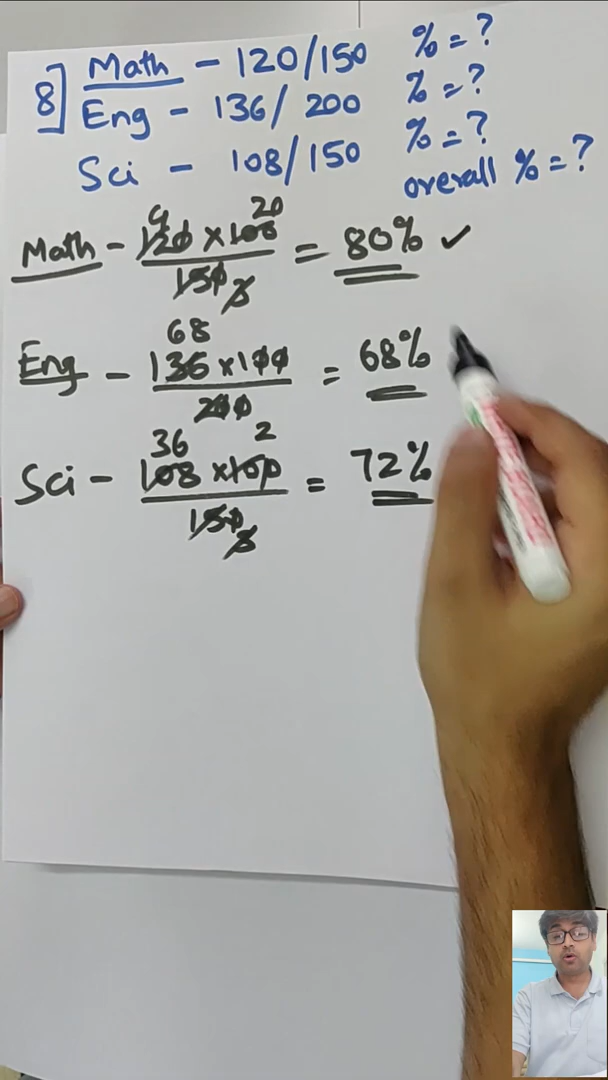 8] Math - 120/150 % = ?
Eng - 136/200 % = ?
Sci - 108/150 % = ?
overall % = ?
4 20
Math - 120 × 100 = 80% ✓
150 5
68
Eng - 136 × 100 = 68%
200
36 2
Sci - 108 × 100 = 72%
150 3